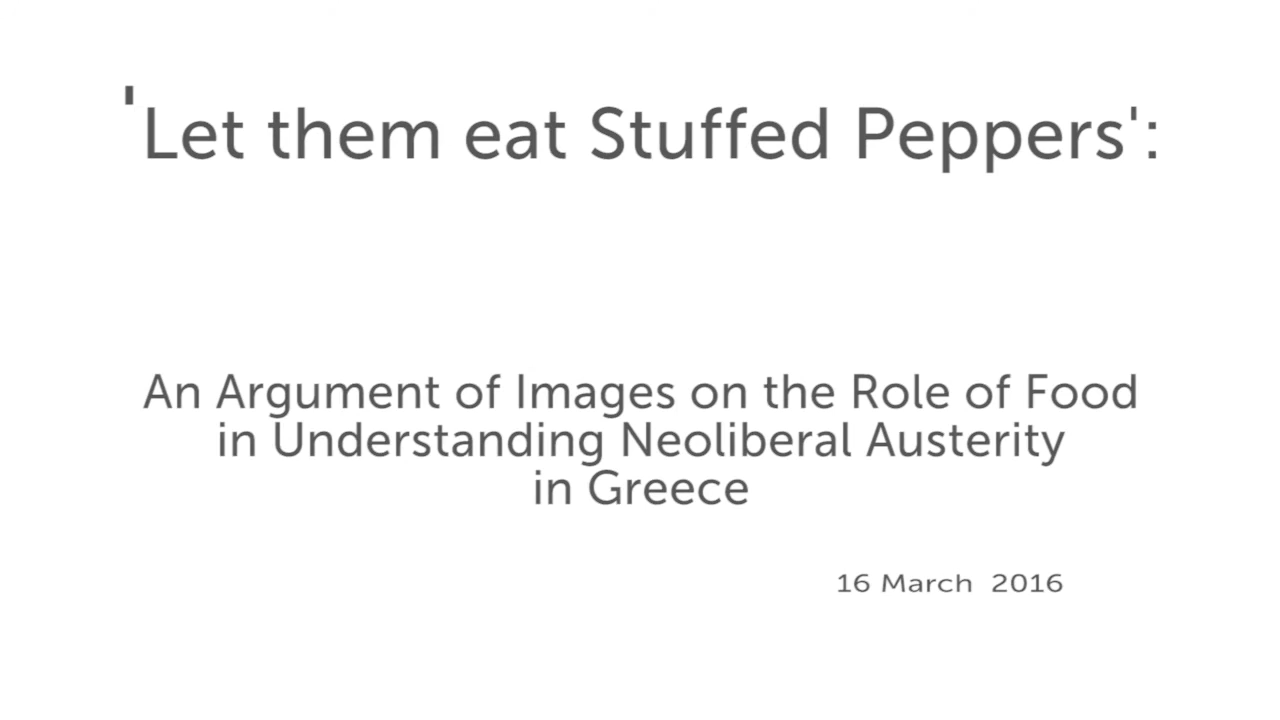 'Let them eat Stuffed Peppers':
An Argument of Images on the Role of Food
in Understanding Neoliberal Austerity
in Greece
16 March 2016